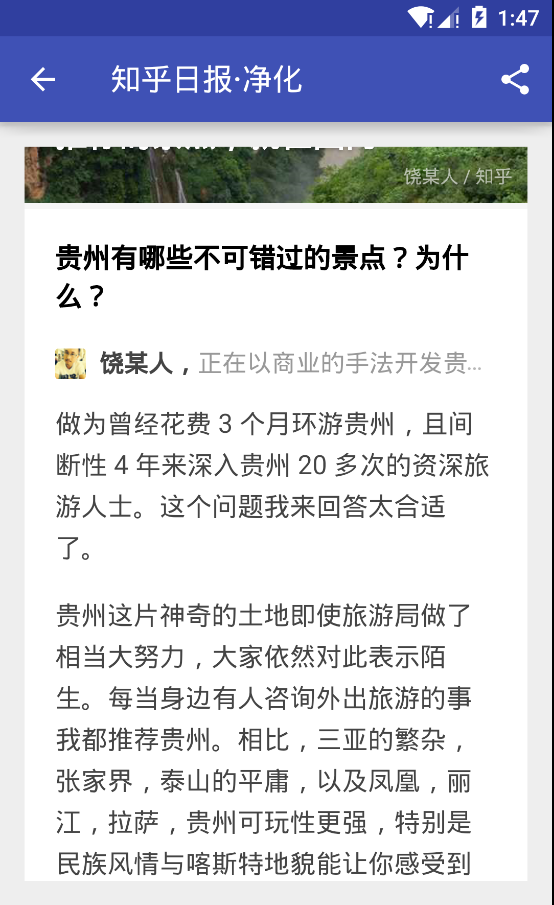 1:47
知乎日报·净化
饶某人 / 知乎
贵州有哪些不可错过的景点？为什
么？
饶某人，正在以商业的手法开发贵...
做为曾经花费 3 个月环游贵州，且间
断性 4 年来深入贵州 20 多次的资深旅
游人士。这个问题我来回答太合适
了。
贵州这片神奇的土地即使旅游局做了
相当大努力，大家依然对此表示陌
生。每当身边有人咨询外出旅游的事
我都推荐贵州。相比，三亚的繁杂，
张家界，泰山的平庸，以及凤凰，丽
江，拉萨，贵州可玩性更强，特别是
民族风情与喀斯特地貌能让你感受到